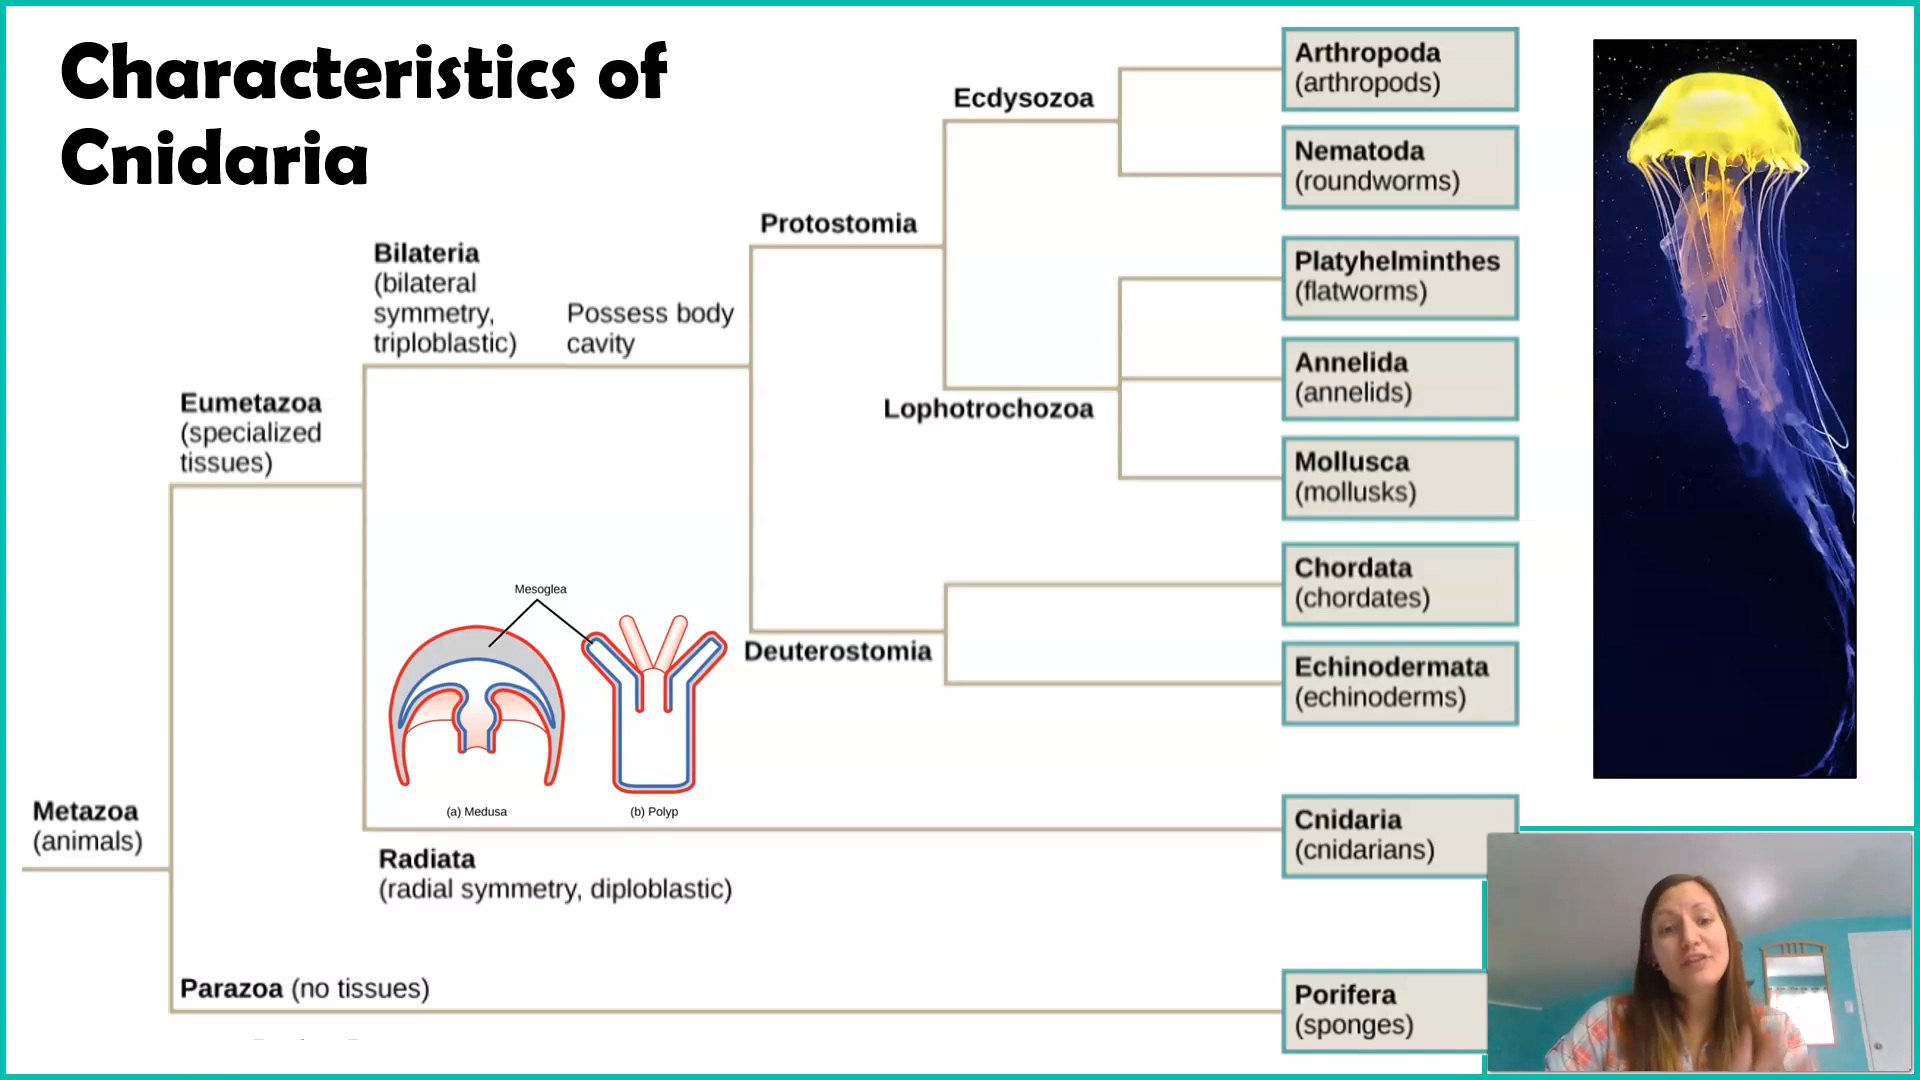 Characteristics of
Cnidaria
Arthropoda
(arthropods)
Ecdysozoa
Nematoda
(roundworms)
Protostomia
Bilateria
(bilateral
symmetry,
triploblastic)
Possess body
cavity
Platyhelminthes
(flatworms)
Annelida
(annelids)
Lophotrochozoa
Eumetazoa
(specialized
tissues)
Mollusca
(mollusks)
Chordata
(chordates)
Mesoglea
Deuterostomia
Echinodermata
(echinoderms)
(a) Medusa
(b) Polyp
Metazoa
(animals)
Cnidaria
(cnidarians)
Radiata
(radial symmetry, diploblastic)
Parazoa (no tissues)
Porifera
(sponges)